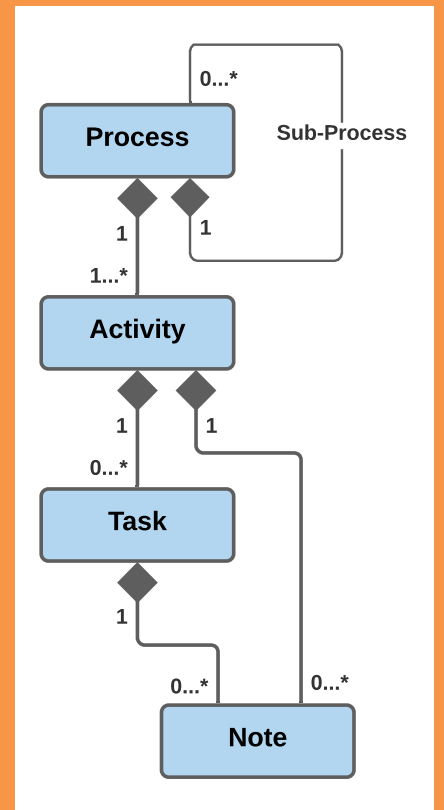 0...*
Sub-Process
Process
1
1
1...*
Activity
1
1
0...*
Task
1
0...*
0...*
Note